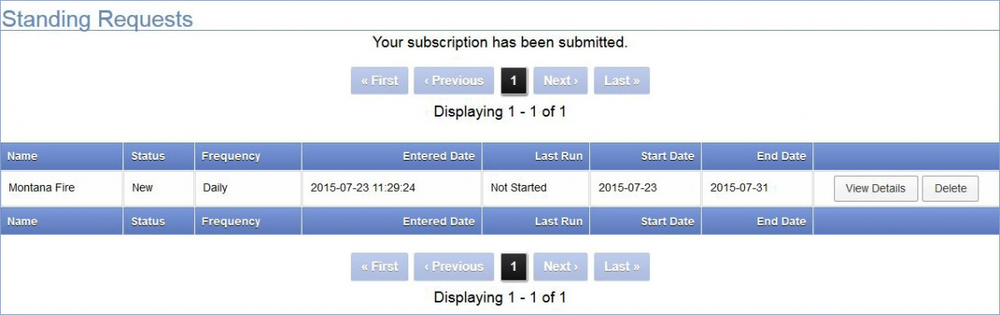 Standing Requests
Your subscription has been submitted.
« First ‹ Previous 1 Next › Last »
Displaying 1 - 1 of 1
Name Status Frequency Entered Date Last Run Start Date End Date
Montana Fire New Daily 2015-07-23 11:29:24 Not Started 2015-07-23 2015-07-31 View Details Delete
Name Status Frequency Entered Date Last Run Start Date End Date
« First ‹ Previous 1 Next › Last »
Displaying 1 - 1 of 1